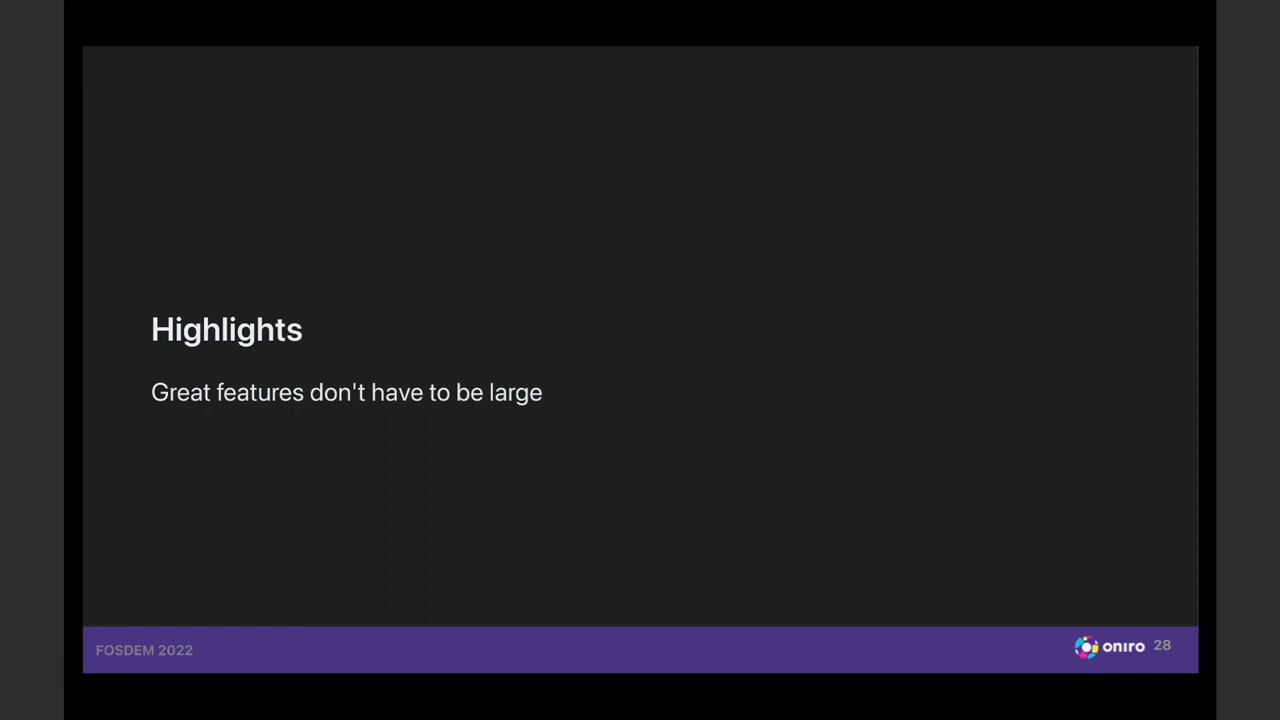 Highlights
Great features don't have to be large
FOSDEM 2022
oniro
28